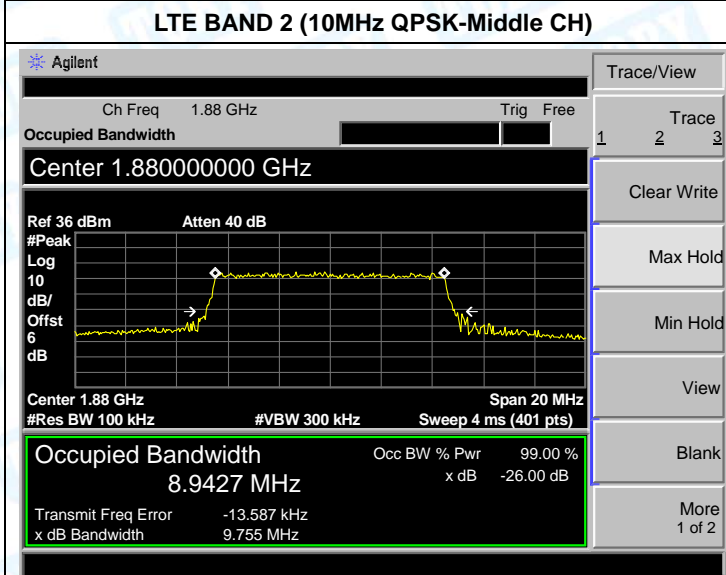 LTE BAND 2 (10MHz QPSK-Middle CH)
Agilent
Trace/View
Ch Freq 1.88 GHz Trig Free
Occupied Bandwidth
Trace
1 2 3
Center 1.880000000 GHz
Clear Write
Ref 36 dBm Atten 40 dB
#Peak
Log
10
dB/
Offst
6
dB
Max Hold
Min Hold
View
Center 1.88 GHz Span 20 MHz
#Res BW 100 kHz #VBW 300 kHz Sweep 4 ms (401 pts)
Occupied Bandwidth Occ BW % Pwr 99.00 %
8.9427 MHz x dB -26.00 dB
Blank
Transmit Freq Error -13.587 kHz
x dB Bandwidth 9.755 MHz
More
1 of 2